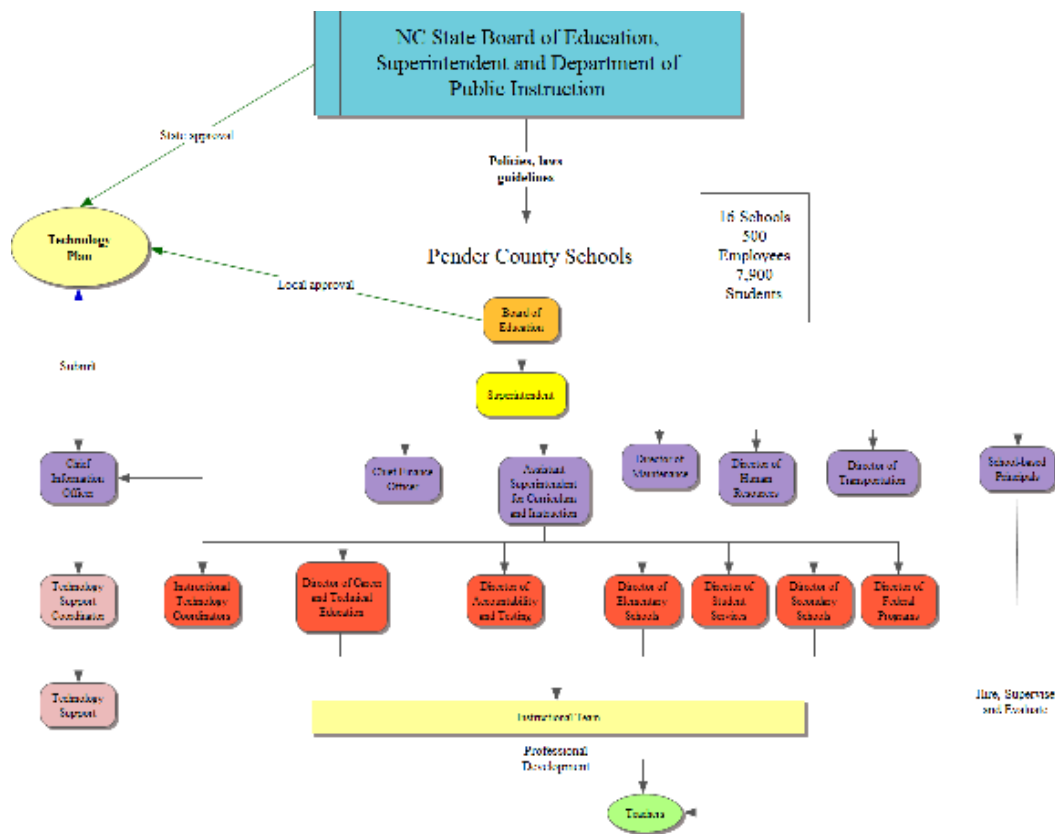 NC State Board of Education,
Superintendent and Department of
Public Instruction
State approval
Policies, laws
guidelines
16 Schools
500
Employees
7,900
Students
Technology
Plan
Pender County Schools
Local approval
Board of
Education
Submit
Superintendent
Chief
Information
Officer
Chief Finance
Officer
Assistant
Superintendent
for Curriculum
and Instruction
Director of
Maintenance
Director of
Human
Resources
Director of
Transportation
School-based
Principals
Technology
Support
Coordinator
Instructional
Technology
Coordinators
Director of Career
and Technical
Education
Director of
Accountability
and Testing
Director of
Elementary
Schools
Director of
Student
Services
Director of
Secondary
Schools
Director of
Federal
Programs
Technology
Support
Hire, Supervise
and Evaluate
Instructional Team
Professional
Development
Teachers